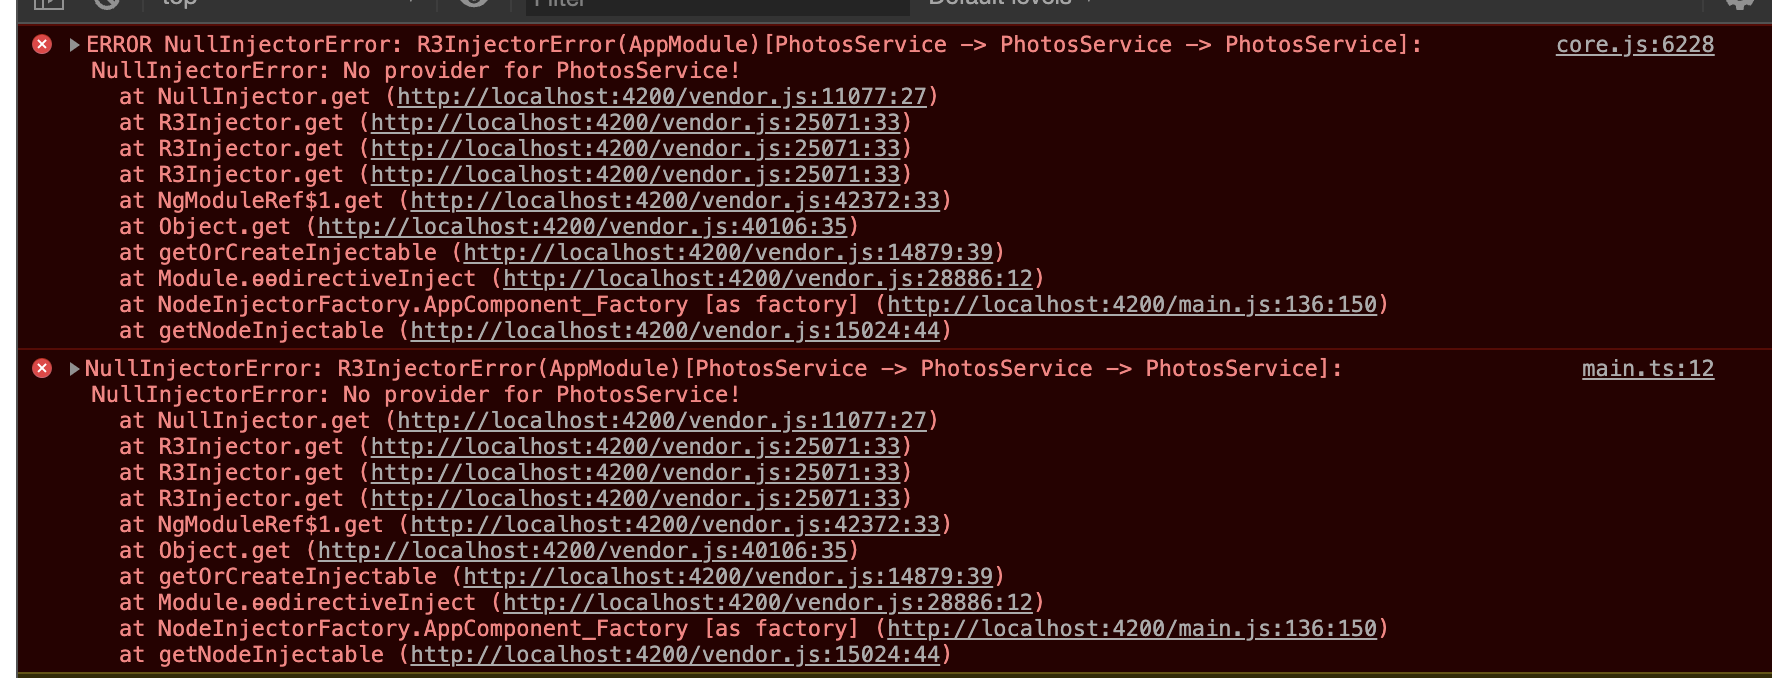 top Filter Default levels
ERROR NullInjectorError: R3InjectorError(AppModule)[PhotosService -> PhotosService -> PhotosService]: core.js:6228
NullInjectorError: No provider for PhotosService!
at NullInjector.get (http://localhost:4200/vendor.js:11077:27)
at R3Injector.get (http://localhost:4200/vendor.js:25071:33)
at R3Injector.get (http://localhost:4200/vendor.js:25071:33)
at R3Injector.get (http://localhost:4200/vendor.js:25071:33)
at NgModuleRef$1.get (http://localhost:4200/vendor.js:42372:33)
at Object.get (http://localhost:4200/vendor.js:40106:35)
at getOrCreateInjectable (http://localhost:4200/vendor.js:14879:39)
at Module.ɵɵdirectiveInject (http://localhost:4200/vendor.js:28886:12)
at NodeInjectorFactory.AppComponent_Factory [as factory] (http://localhost:4200/main.js:136:150)
at getNodeInjectable (http://localhost:4200/vendor.js:15024:44)
NullInjectorError: R3InjectorError(AppModule)[PhotosService -> PhotosService -> PhotosService]: main.ts:12
NullInjectorError: No provider for PhotosService!
at NullInjector.get (http://localhost:4200/vendor.js:11077:27)
at R3Injector.get (http://localhost:4200/vendor.js:25071:33)
at R3Injector.get (http://localhost:4200/vendor.js:25071:33)
at R3Injector.get (http://localhost:4200/vendor.js:25071:33)
at NgModuleRef$1.get (http://localhost:4200/vendor.js:42372:33)
at Object.get (http://localhost:4200/vendor.js:40106:35)
at getOrCreateInjectable (http://localhost:4200/vendor.js:14879:39)
at Module.ɵɵdirectiveInject (http://localhost:4200/vendor.js:28886:12)
at NodeInjectorFactory.AppComponent_Factory [as factory] (http://localhost:4200/main.js:136:150)
at getNodeInjectable (http://localhost:4200/vendor.js:15024:44)